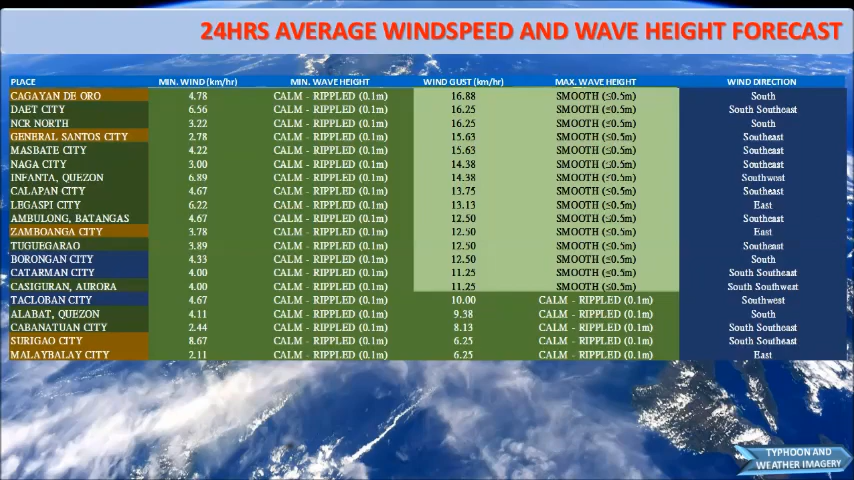 24HRS AVERAGE WINDSPEED AND WAVE HEIGHT FORECAST
PLACE MIN. WIND (km/hr) MIN. WAVE HEIGHT WIND GUST (km/hr) MAX. WAVE HEIGHT WIND DIRECTION
CAGAYAN DE ORO 4.78 CALM - RIPPLED (0.1m) 16.88 SMOOTH (≤0.5m) South
DAET CITY 6.56 CALM - RIPPLED (0.1m) 16.25 SMOOTH (≤0.5m) South Southeast
NCR NORTH 3.22 CALM - RIPPLED (0.1m) 16.25 SMOOTH (≤0.5m) South
GENERAL SANTOS CITY 2.78 CALM - RIPPLED (0.1m) 15.63 SMOOTH (≤0.5m) Southeast
MASBATE CITY 4.22 CALM - RIPPLED (0.1m) 15.63 SMOOTH (≤0.5m) Southeast
NAGA CITY 3.00 CALM - RIPPLED (0.1m) 14.38 SMOOTH (≤0.5m) Southeast
INFANTA, QUEZON 6.89 CALM - RIPPLED (0.1m) 14.38 SMOOTH (≤0.5m) Southwest
CALAPAN CITY 4.67 CALM - RIPPLED (0.1m) 13.75 SMOOTH (≤0.5m) Southeast
LEGASPI CITY 6.22 CALM - RIPPLED (0.1m) 13.13 SMOOTH (≤0.5m) East
AMBULONG, BATANGAS 4.67 CALM - RIPPLED (0.1m) 12.50 SMOOTH (≤0.5m) Southeast
ZAMBOANGA CITY 3.78 CALM - RIPPLED (0.1m) 12.50 SMOOTH (≤0.5m) East
TUGUEGARAO 3.89 CALM - RIPPLED (0.1m) 12.50 SMOOTH (≤0.5m) Southeast
BORONGAN CITY 4.33 CALM - RIPPLED (0.1m) 12.50 SMOOTH (≤0.5m) South
CATARMAN CITY 4.00 CALM - RIPPLED (0.1m) 11.25 SMOOTH (≤0.5m) South Southeast
CASIGURAN, AURORA 4.00 CALM - RIPPLED (0.1m) 11.25 SMOOTH (≤0.5m) South Southwest
TACLOBAN CITY 4.67 CALM - RIPPLED (0.1m) 10.00 CALM - RIPPLED (0.1m) Southwest
ALABAT, QUEZON 4.11 CALM - RIPPLED (0.1m) 9.38 CALM - RIPPLED (0.1m) South
CABANATUAN CITY 2.44 CALM - RIPPLED (0.1m) 8.13 CALM - RIPPLED (0.1m) South Southeast
SURIGAO CITY 8.67 CALM - RIPPLED (0.1m) 6.25 CALM - RIPPLED (0.1m) South Southeast
MALAYBALAY CITY 2.11 CALM - RIPPLED (0.1m) 6.25 CALM - RIPPLED (0.1m) East
TYPHOON AND
WEATHER IMAGERY